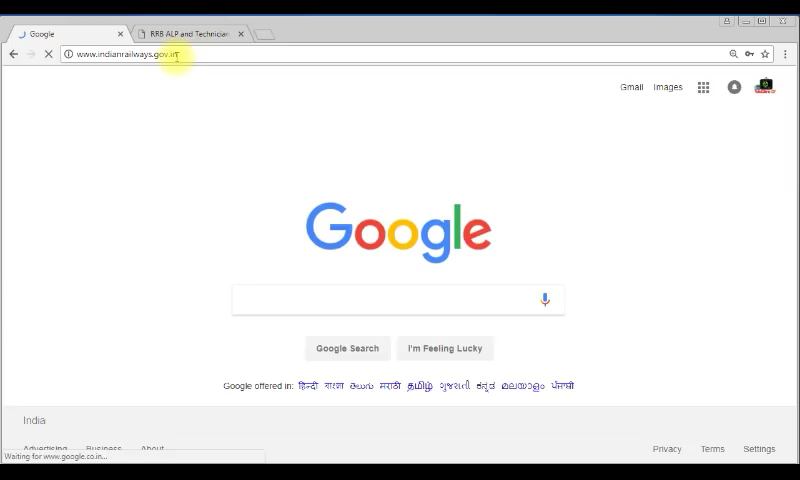 Google
RRB ALP and Technician
www.indianrailways.gov.in
Gmail Images
Google
Google Search I'm Feeling Lucky
Google offered in: हिन्दी বাংলা తెలుగు मराठी தமிழ் ગુજરાતી ಕನ್ನಡ മലയാളം ਪੰਜਾਬੀ
India
Advertising Business About Privacy Terms Settings
Waiting for www.google.co.in...